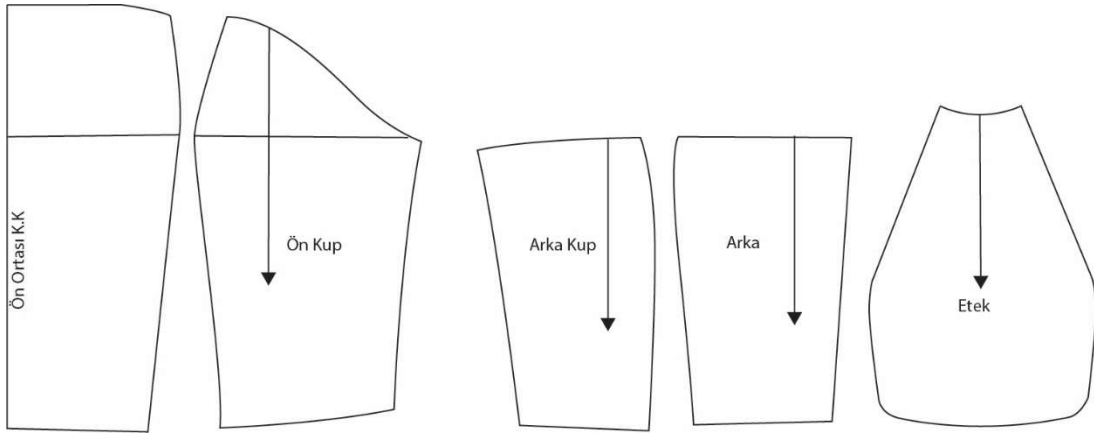 Ön Ortası K.K
Ön Kup
Arka Kup
Arka
Etek